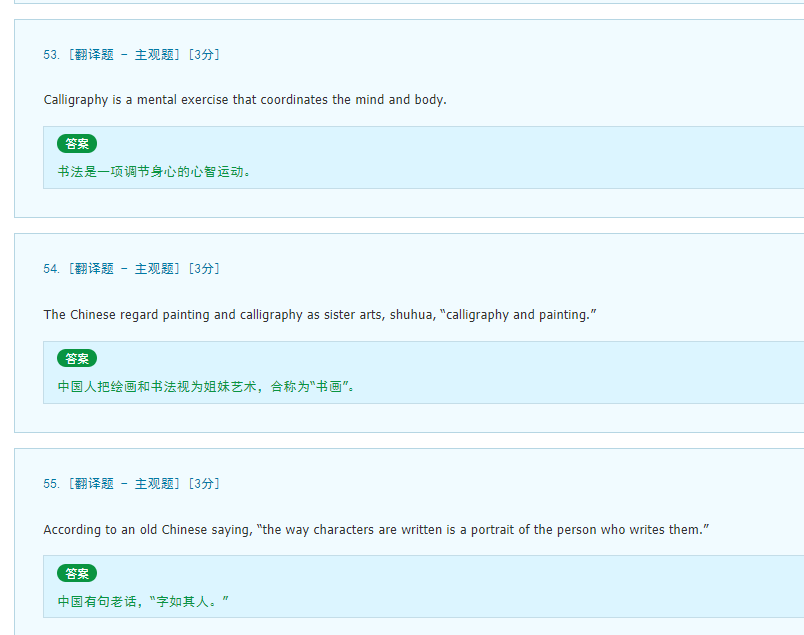 53. [翻译题 - 主观题] [3分]
Calligraphy is a mental exercise that coordinates the mind and body.
答案
书法是一项调节身心的心智运动。
54. [翻译题 - 主观题] [3分]
The Chinese regard painting and calligraphy as sister arts, shuhua, “calligraphy and painting.”
答案
中国人把绘画和书法视为姐妹艺术，合称为“书画”。
55. [翻译题 - 主观题] [3分]
According to an old Chinese saying, “the way characters are written is a portrait of the person who writes them.”
答案
中国有句老话，“字如其人。”